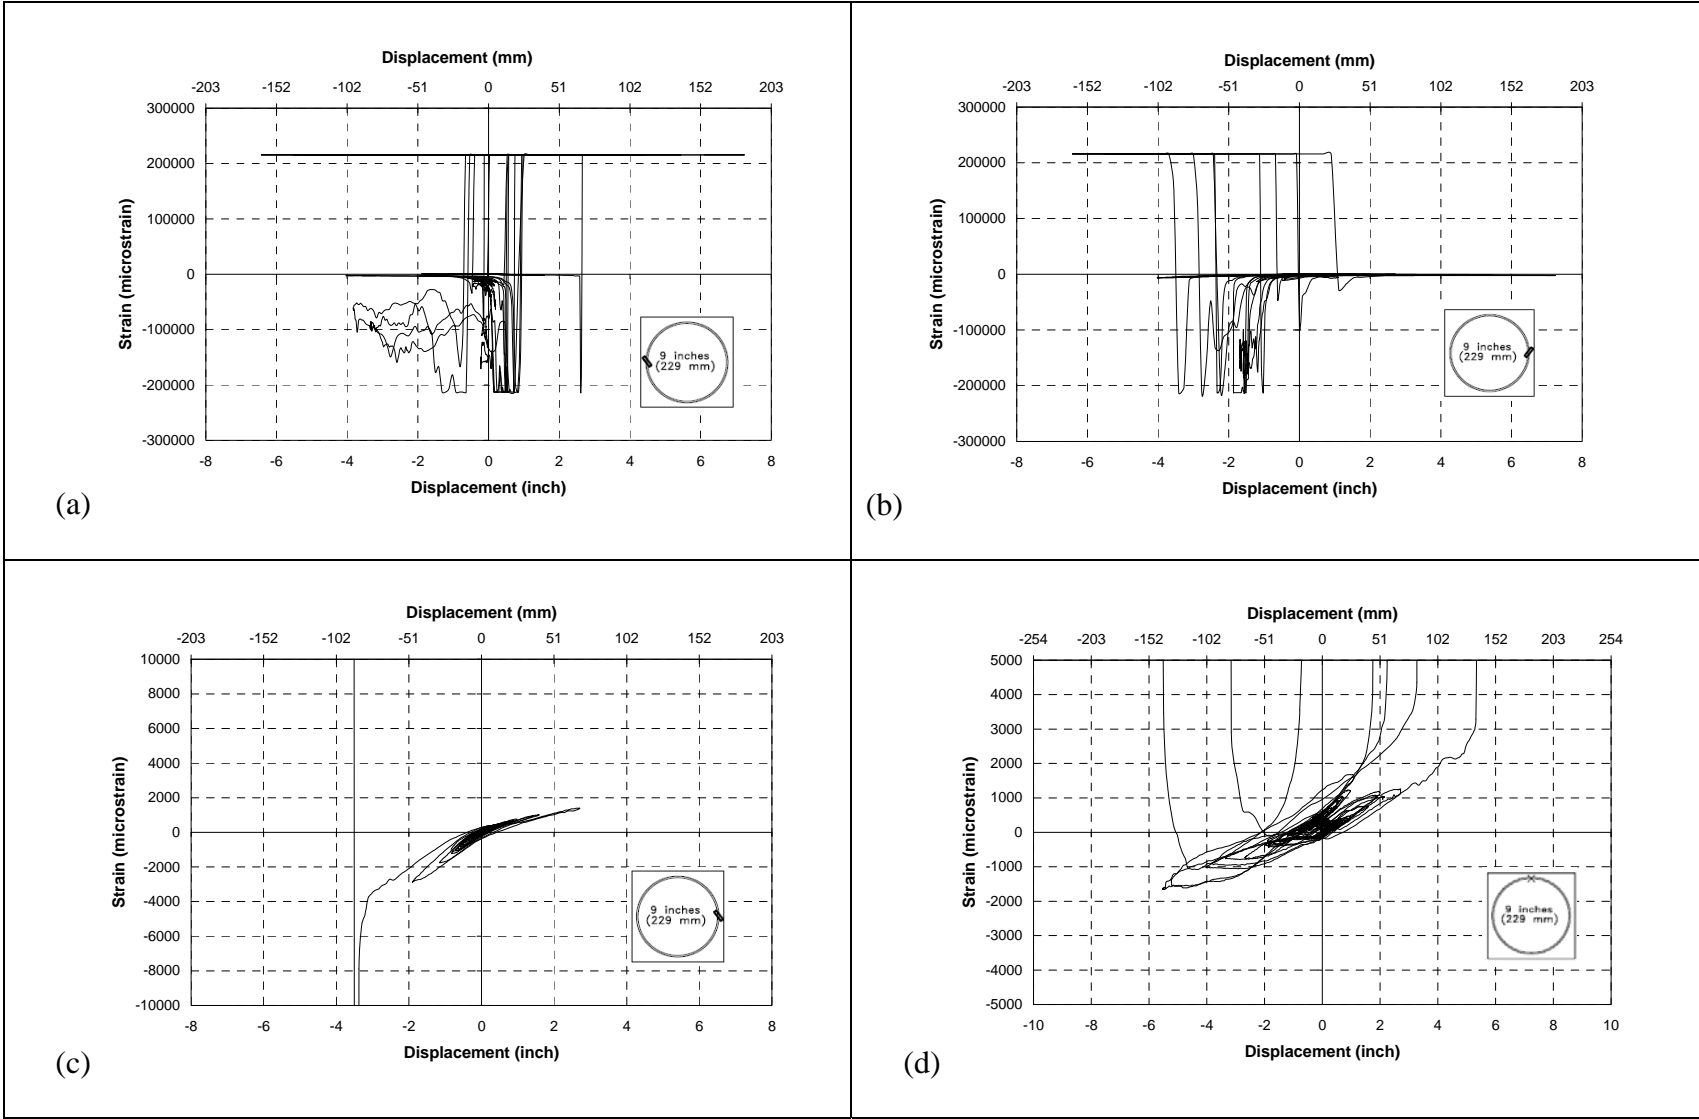 Displacement (mm)
-203 -152 -102 -51 0 51 102 152 203
300000
200000
100000
0
-100000
-200000
-300000
Strain (microstrain)
9 inches
(229 mm)
-8 -6 -4 -2 0 2 4 6 8
Displacement (inch)
(a)
Displacement (mm)
-203 -152 -102 -51 0 51 102 152 203
300000
200000
100000
0
-100000
-200000
-300000
Strain (microstrain)
9 inches
(229 mm)
-8 -6 -4 -2 0 2 4 6 8
Displacement (inch)
(b)
Displacement (mm)
-203 -152 -102 -51 0 51 102 152 203
10000
8000
6000
4000
2000
0
-2000
-4000
-6000
-8000
-10000
Strain (microstrain)
9 inches
(229 mm)
-8 -6 -4 -2 0 2 4 6 8
Displacement (inch)
(c)
Displacement (mm)
-254 -203 -152 -102 -51 0 51 102 152 203 254
5000
4000
3000
2000
1000
0
-1000
-2000
-3000
-4000
-5000
Strain (microstrain)
9 inches
(229 mm)
-10 -8 -6 -4 -2 0 2 4 6 8 10
Displacement (inch)
(d)